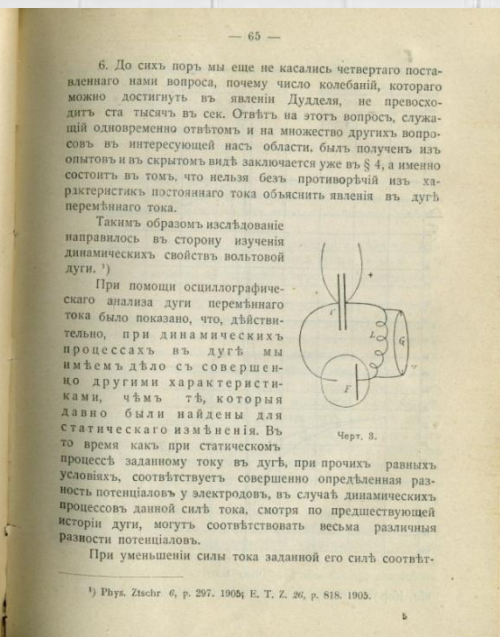 — 65 —
6. До сихъ поръ мы еще не касались четвертаго поста-
вленнаго нами вопроса, почему число колебаній, котораго
можно достигнуть въ явленіи Дудделя, не превосхо-
дитъ ста тысячъ въ сек. Отвѣтъ на этотъ вопросъ, служа-
щій одновременно отвѣтомъ и на множество другихъ вопро-
совъ въ интересующей насъ области, былъ полученъ изъ
опытовъ и въ скрытомъ видѣ заключается уже въ § 4, а именно
состоитъ въ томъ, что нельзя безъ противорѣчій изъ ха-
рактеристикъ постояннаго тока объяснить явленія въ дугѣ
перемѣннаго тока.
Такимъ образомъ изслѣдованіе
направилось въ сторону изученія
динамическихъ свойствъ вольтовой
дуги. ¹)
При помощи осциллографиче-
скаго анализа дуги перемѣннаго
тока было показано, что, дѣйстви-
тельно, при динамическихъ
процессахъ въ дугѣ мы
имѣемъ дѣло съ совершен-
но другими характеристи-
ками, чѣмъ тѣ, которыя
давно были найдены для
статическаго измѣненія. Въ
то время какъ при статическомъ
+
C
L
G
F
Черт. 3.
процессѣ заданному току въ дугѣ, при прочихъ равныхъ
условіяхъ, соотвѣтствуетъ совершенно опредѣленная раз-
ность потенціаловъ у электродовъ, въ случаѣ динамическихъ
процессовъ данной силѣ тока, смотря по предшествующей
исторіи дуги, могутъ соотвѣтствовать весьма различныя
разности потенціаловъ.
При уменьшеніи силы тока заданной его силѣ соотвѣт-
¹) Phys. Ztschr 6, p. 297. 1905; E. T. Z. 26, p. 818. 1905.
5